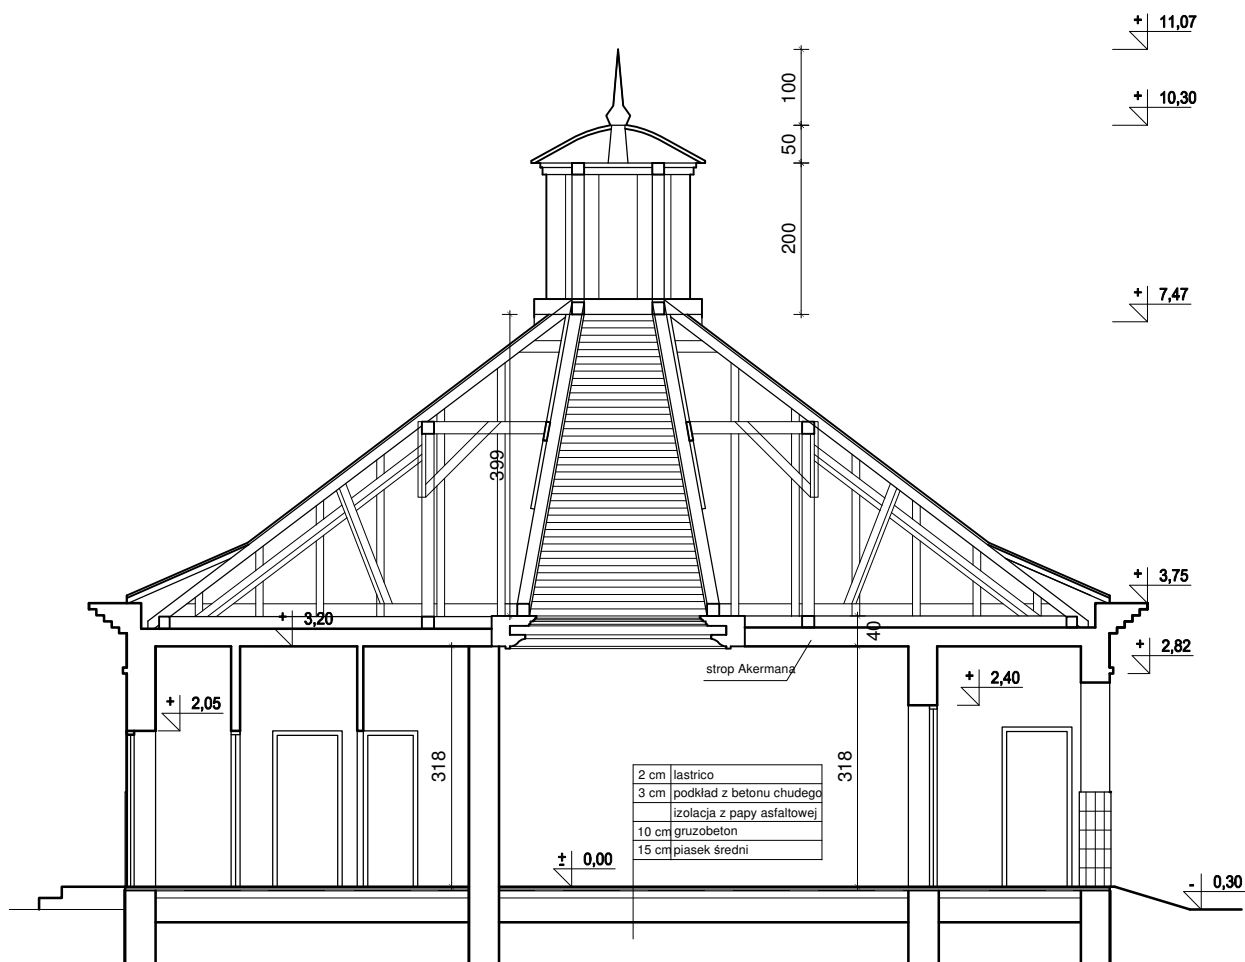 + 11,07
100
+ 10,30
50
200
+ 7,47
399
+ 3,75
+ 3,20
40
+ 2,82
strop Akermana
+ 2,40
+ 2,05
318
318
2 cm lastrico
3 cm podkład z betonu chudego
izolacja z papy asfaltowej
10 cm gruzobeton
15 cm piasek średni
± 0,00
- 0,30